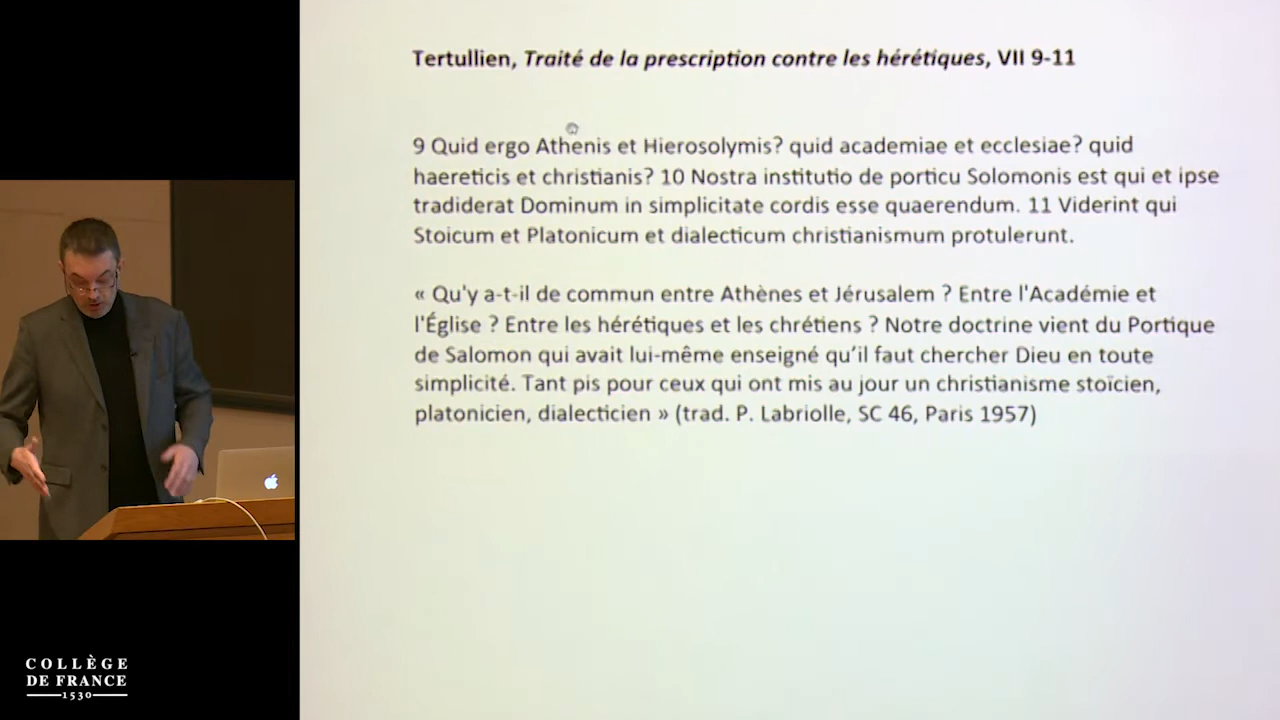 Tertullien, Traité de la prescription contre les hérétiques, VII 9-11
9 Quid ergo Athenis et Hierosolymis? quid academiae et ecclesiae? quid
haereticis et christianis? 10 Nostra institutio de porticu Solomonis est qui et ipse
tradiderat Dominum in simplicitate cordis esse quaerendum. 11 Viderint qui
Stoicum et Platonicum et dialecticum christianismum protulerunt.
« Qu'y a-t-il de commun entre Athènes et Jérusalem ? Entre l'Académie et
l'Église ? Entre les hérétiques et les chrétiens ? Notre doctrine vient du Portique
de Salomon qui avait lui-même enseigné qu’il faut chercher Dieu en toute
simplicité. Tant pis pour ceux qui ont mis au jour un christianisme stoïcien,
platonicien, dialecticien » (trad. P. Labriolle, SC 46, Paris 1957)
COLLÈGE
DE FRANCE
1530